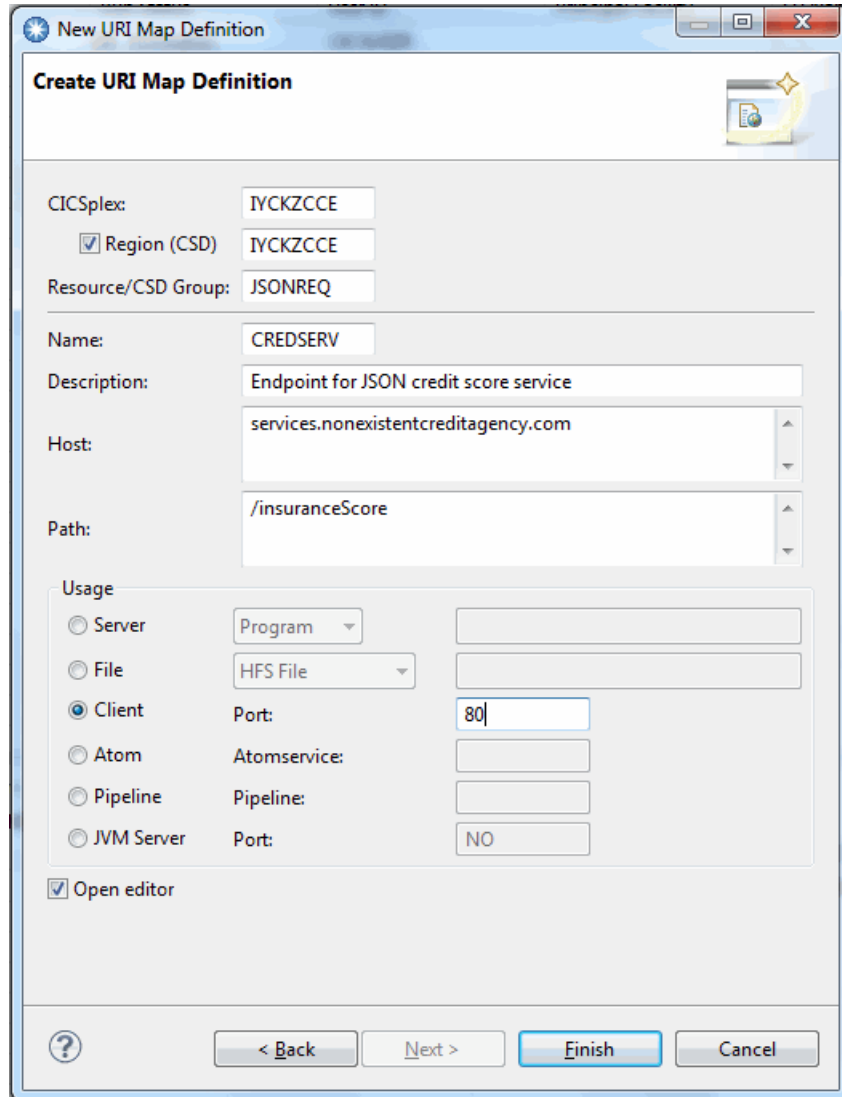 New URI Map Definition
Create URI Map Definition
CICSplex: IYCKZCCE
Region (CSD) IYCKZCCE
Resource/CSD Group: JSONREQ
Name: CREDSERV
Description: Endpoint for JSON credit score service
Host: services.nonexistentcreditagency.com
Path: /insuranceScore
Usage
Server Program
File HFS File
Client Port: 80
Atom Atomservice:
Pipeline Pipeline:
JVM Server Port: NO
Open editor
? < Back Next > Finish Cancel